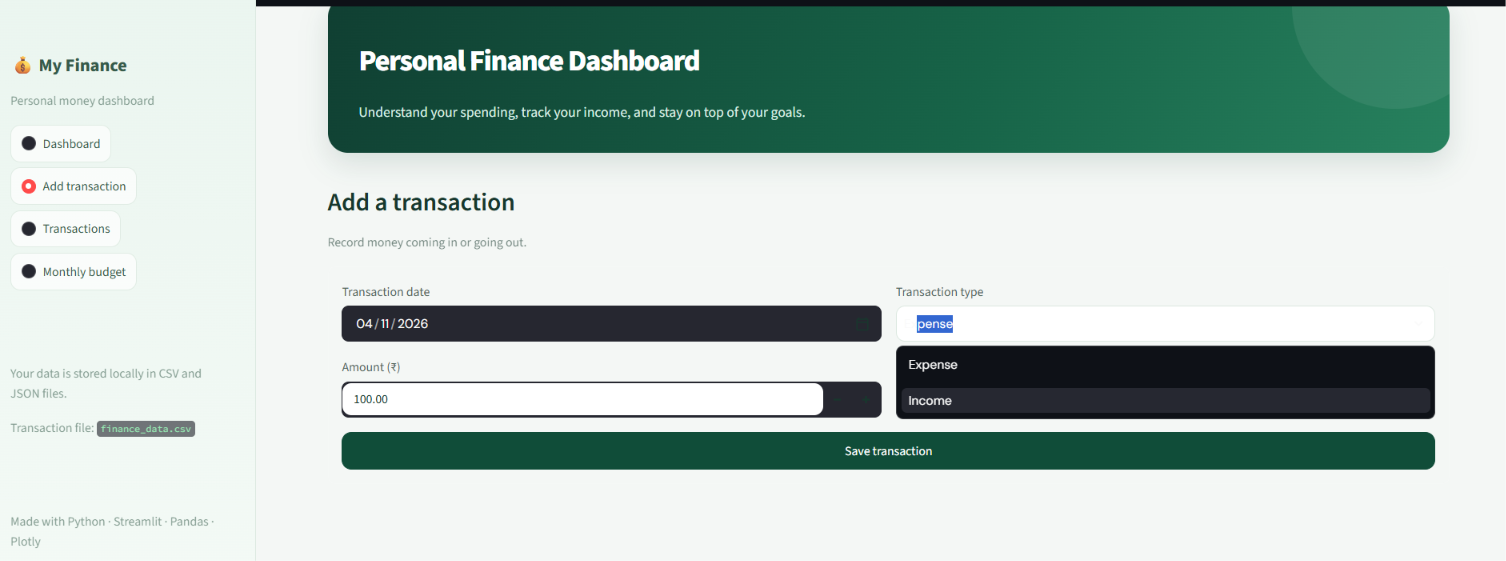 My Finance
Personal money dashboard
Dashboard
Add transaction
Transactions
Monthly budget
Your data is stored locally in CSV and
JSON files.
Transaction file: finance_data.csv
Made with Python · Streamlit · Pandas ·
Plotly
Personal Finance Dashboard
Understand your spending, track your income, and stay on top of your goals.
Add a transaction
Record money coming in or going out.
Transaction date
04/11/2026
Transaction type
pense
Expense
Income
Amount (₹)
100.00
Save transaction